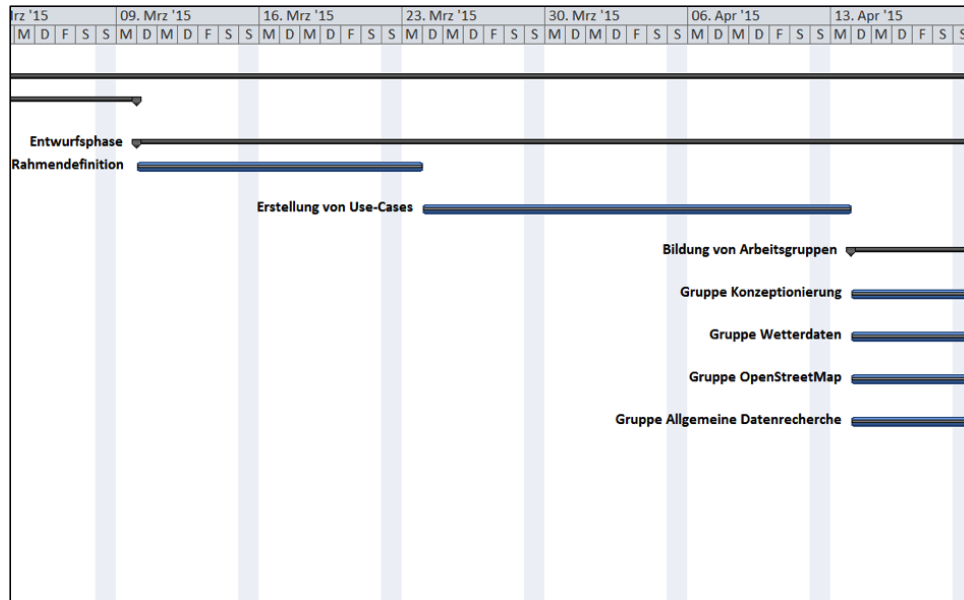 Irz '15 09. Mrz '15 16. Mrz '15 23. Mrz '15 30. Mrz '15 06. Apr '15 13. Apr '15
M D F S S M D M D F S S M D M D F S S M D M D F S S M D M D F S S M D M D F S S M D M D F S S
Entwurfsphase
Rahmendefinition
Erstellung von Use-Cases
Bildung von Arbeitsgruppen
Gruppe Konzeptionierung
Gruppe Wetterdaten
Gruppe OpenStreetMap
Gruppe Allgemeine Datenrecherche